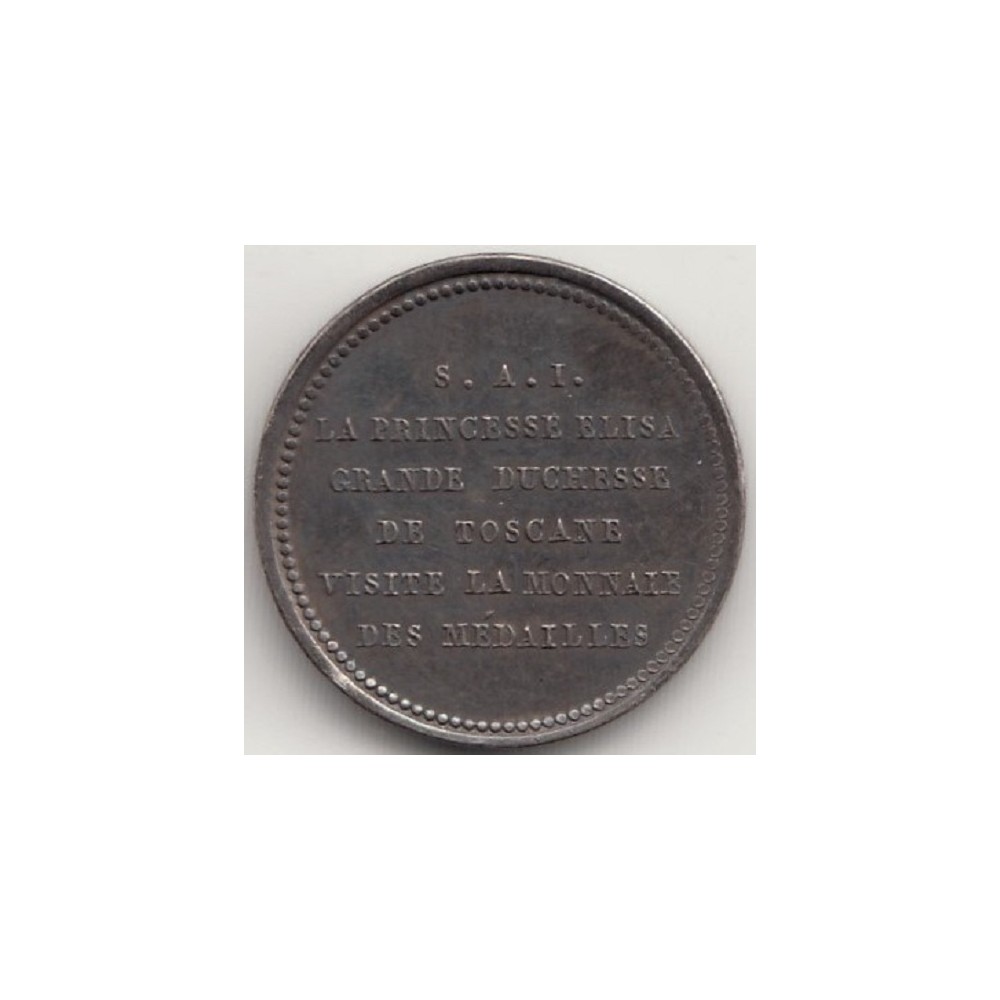 S. A. I.
LA PRINCESSE ELISA
GRANDE DUCHESSE
DE TOSCANE
VISITE LA MONNAIE
DES MÉDAILLES